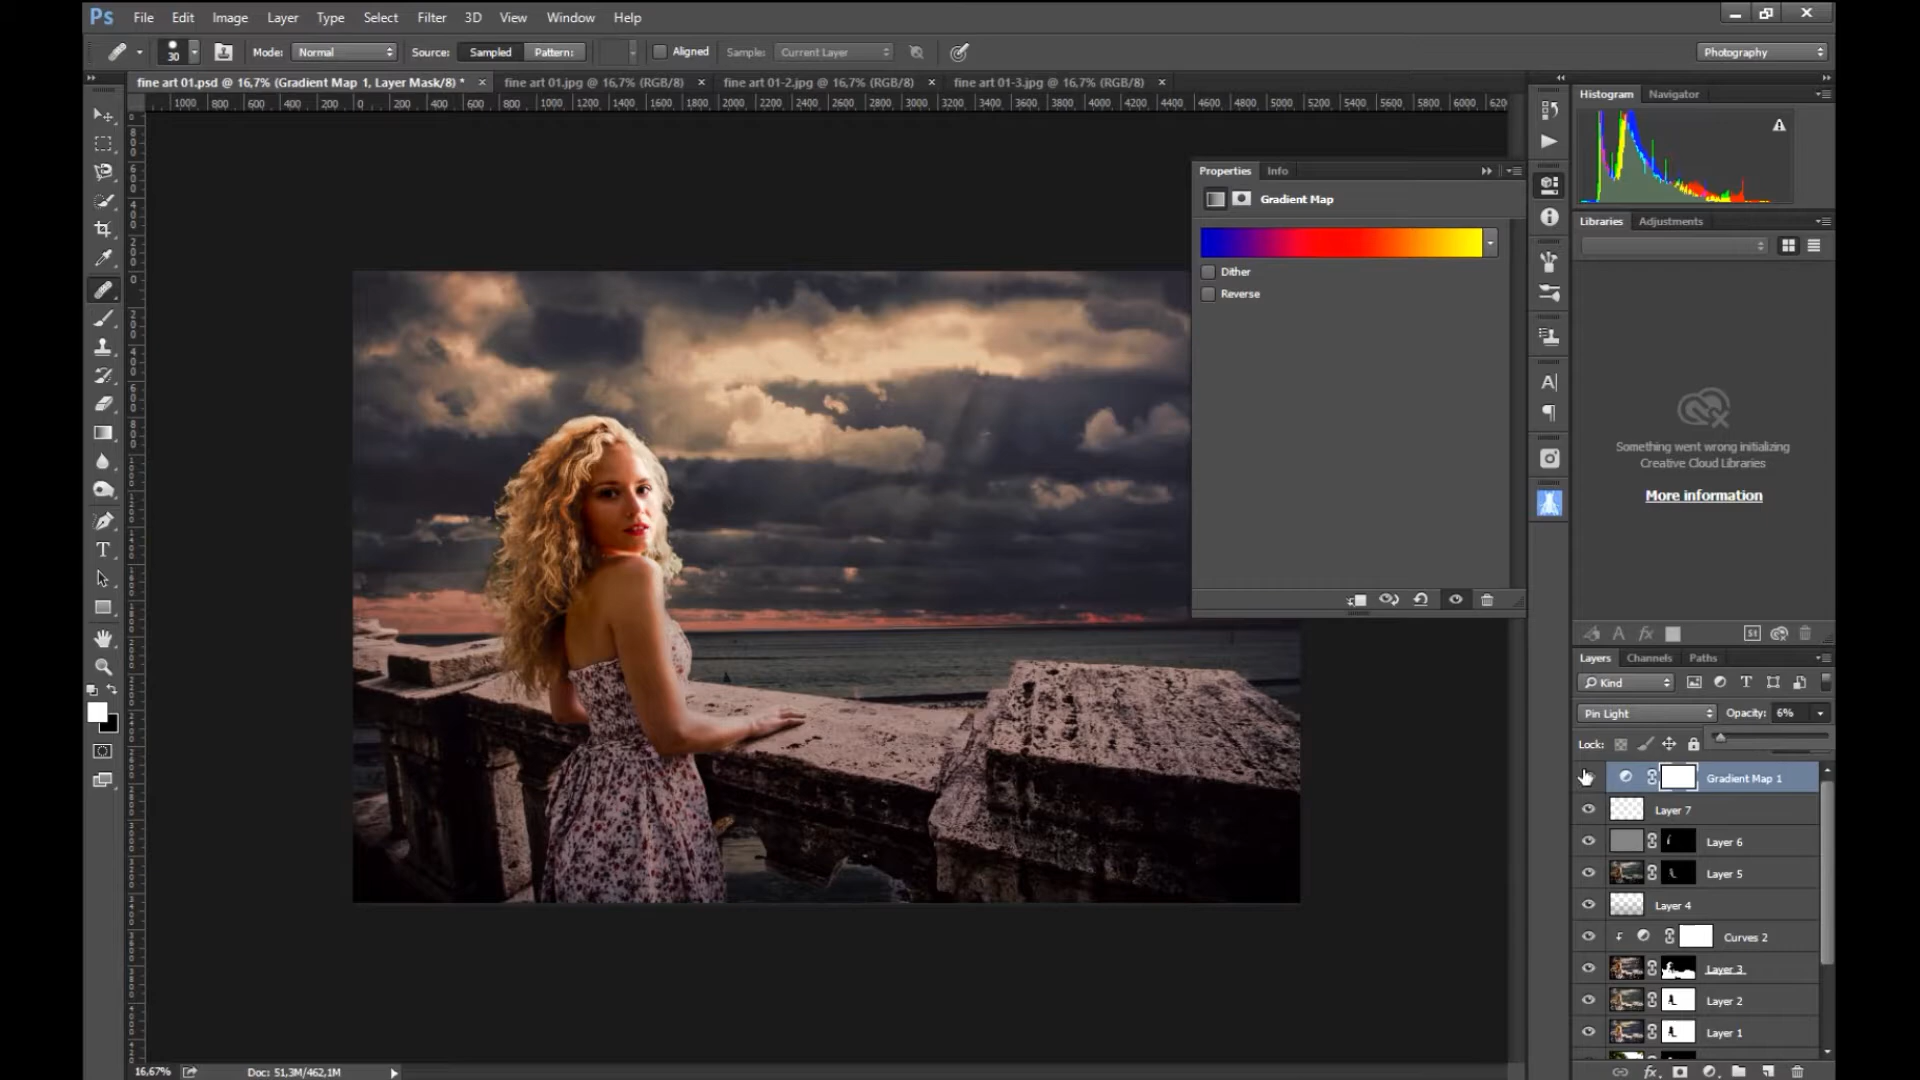 Ps File Edit Image Layer Type Select Filter 3D View Window Help
30 Mode: Normal Source: Sampled Pattern: Aligned Sample: Current Layer Photography
fine art 01.psd @ 16,7% (Gradient Map 1, Layer Mask/8) * × fine art 01.jpg @ 16,7% (RGB/8) × fine art 01-2.jpg @ 16,7% (RGB/8) × fine art 01-3.jpg @ 16,7% (RGB/8) ×
1000 800 600 400 200 0 200 400 600 800 1000 1200 1400 1600 1800 2000 2200 2400 2600 2800 3000 3200 3400 3600 3800 4000 4200 4400 4600 4800 5000 5200 5400 5600 5800 6000 6200
Histogram Navigator
Properties Info
Gradient Map
Dither
Reverse
Libraries Adjustments
Something went wrong initializing
Creative Cloud Libraries
More information
St
Layers Channels Paths
Kind
Pin Light Opacity: 6%
Lock:
Gradient Map 1
Layer 7
Layer 6
Layer 5
Layer 4
Curves 2
Layer 3
Layer 2
Layer 1
16,67% Doc: 51,3M/462,1M